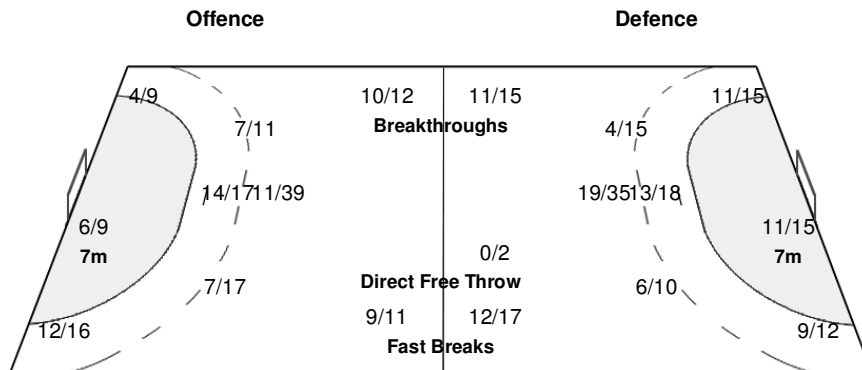 Offence Defence
4/9 10/12 11/15 11/15
7/11 Breakthroughs 4/15
14/17 11/39 19/35 13/18
6/9 11/15
7m 0/2 7m
Direct Free Throw
7/17 6/10
9/11 12/17
12/16 9/12
Fast Breaks